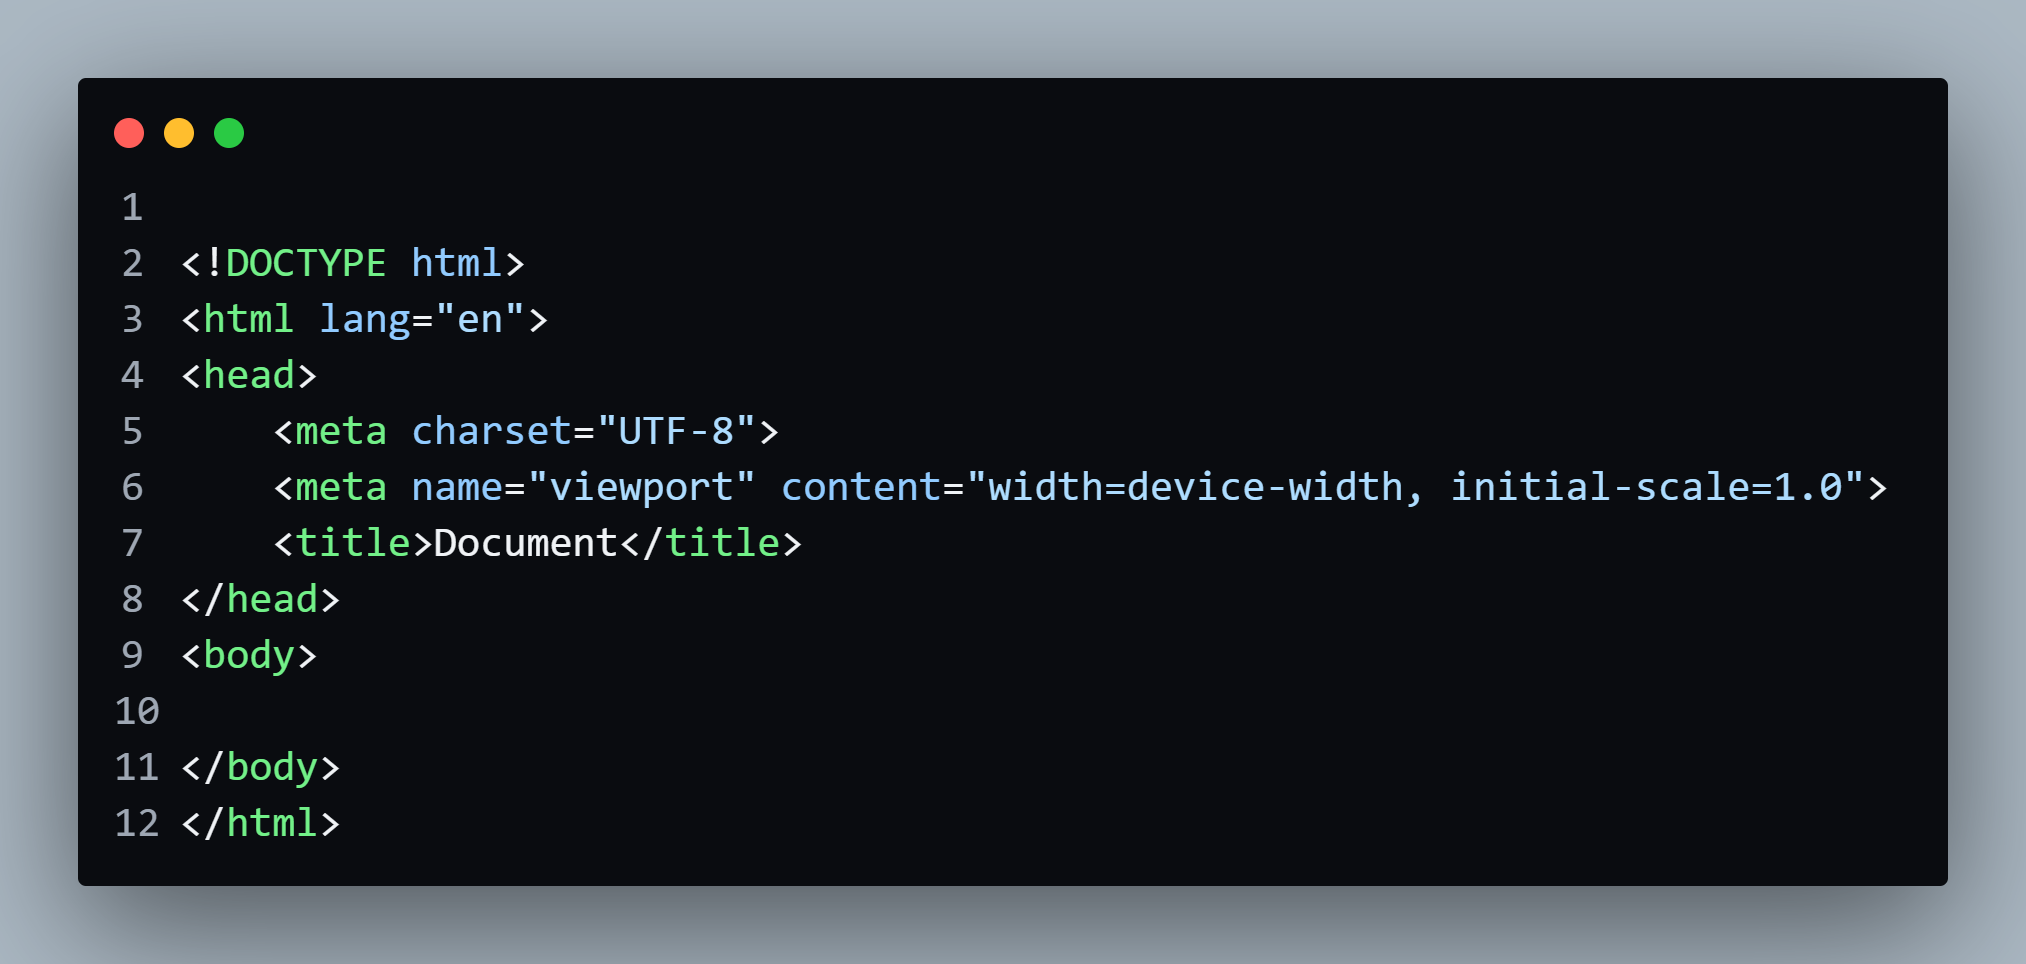 1
2 <!DOCTYPE html>
3 <html lang="en">
4 <head>
5     <meta charset="UTF-8">
6     <meta name="viewport" content="width=device-width, initial-scale=1.0">
7     <title>Document</title>
8 </head>
9 <body>
10
11 </body>
12 </html>